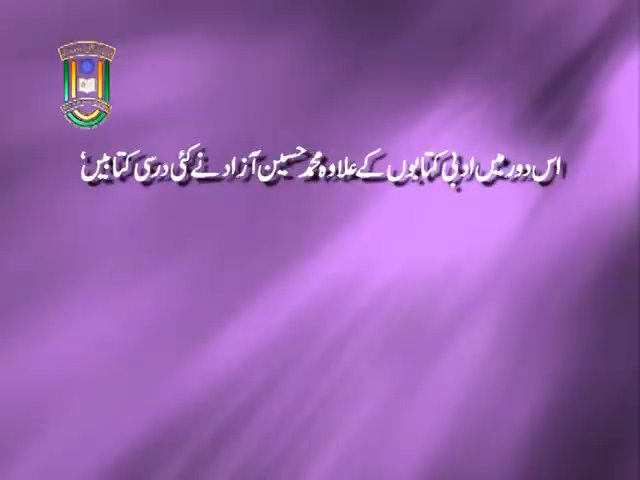 اس دور میں ادبی کتابوں کے علاوہ محمد حسین آزاد نے کئی درسی کتابیں،